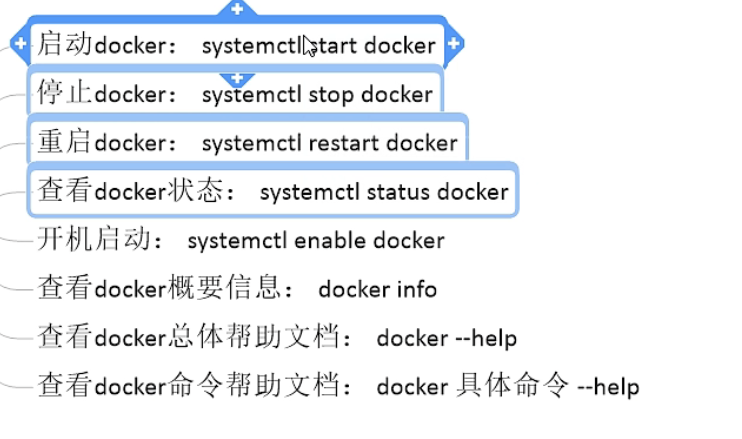 启动docker： systemctl start docker
停止docker： systemctl stop docker
重启docker： systemctl restart docker
查看docker状态： systemctl status docker
开机启动： systemctl enable docker
查看docker概要信息： docker info
查看docker总体帮助文档： docker --help
查看docker命令帮助文档： docker 具体命令 --help